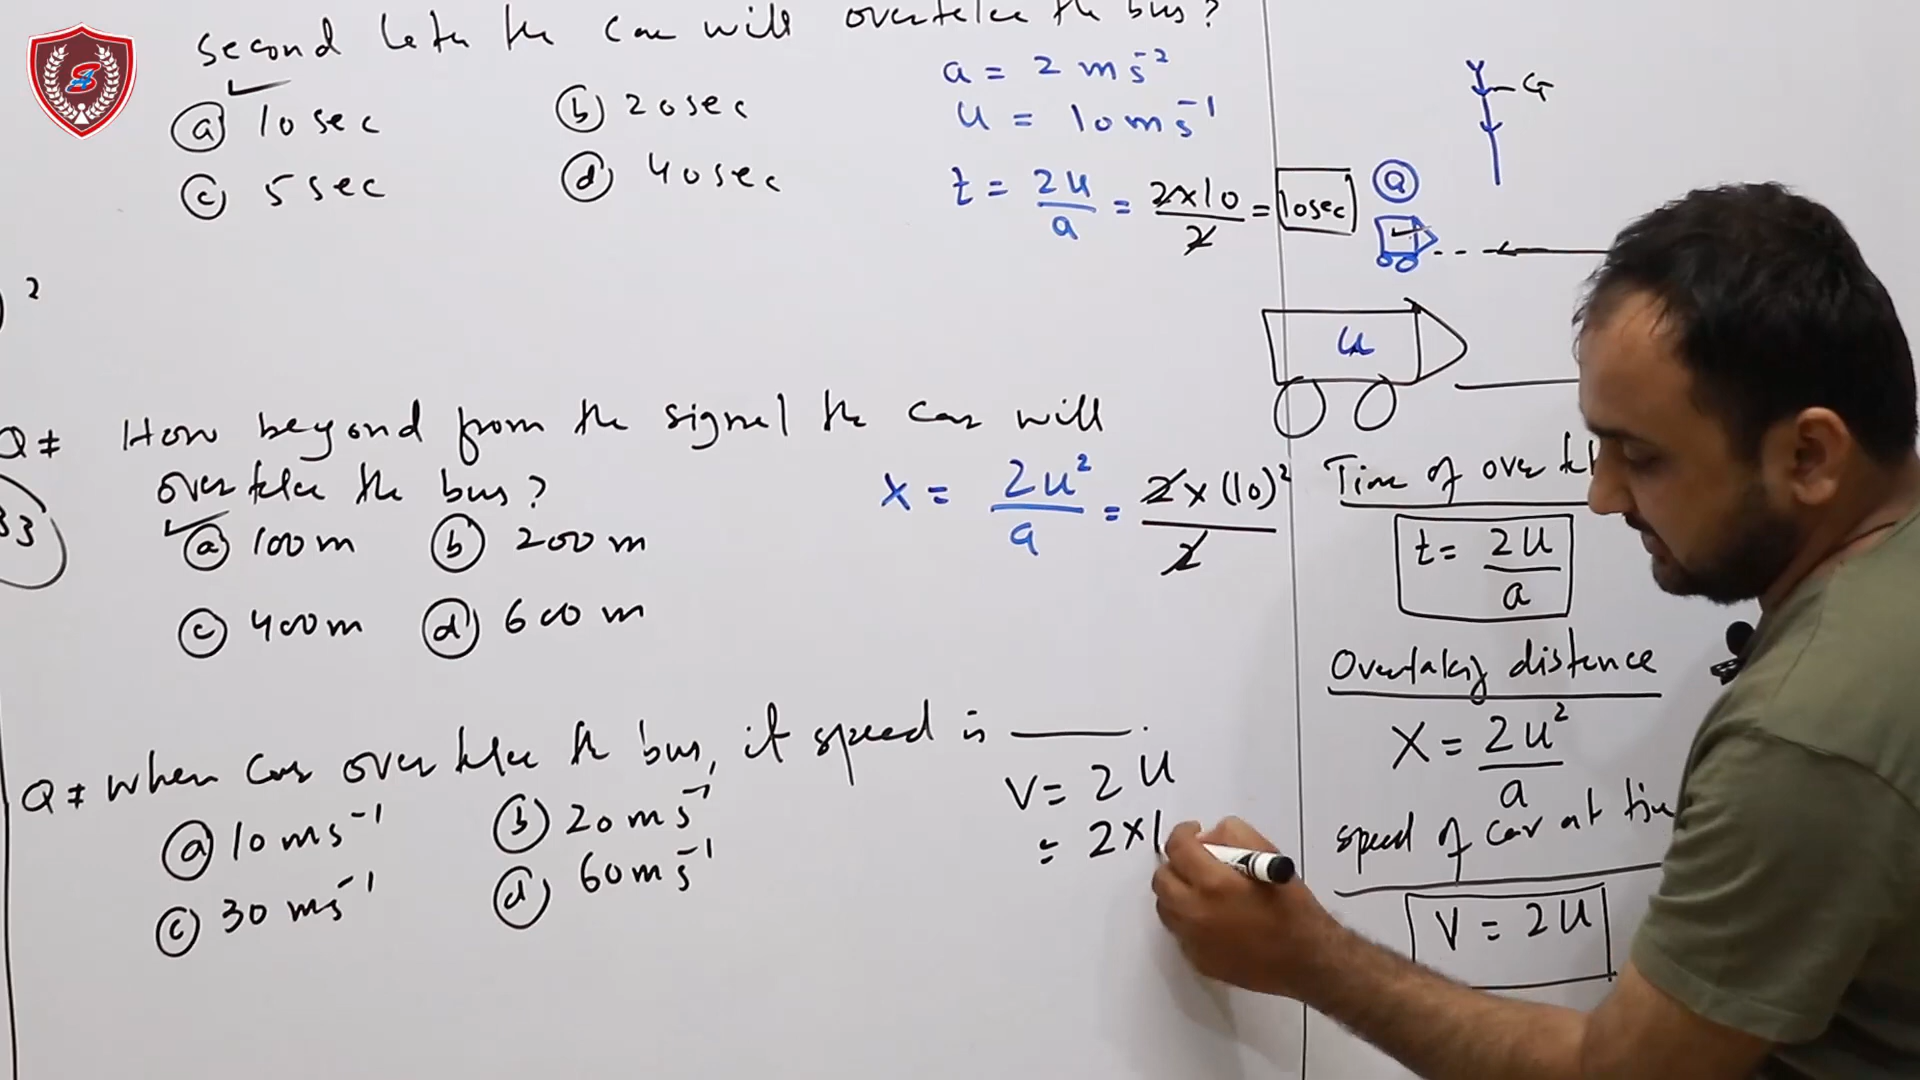 second later the car will overtake the bus?
a = 2 ms⁻²
(a) 10 sec (b) 20 sec
u = 10 ms⁻¹
(c) 5 sec (d) 40 sec
t = 2u/a = 2×10/2 = 10sec
G
a
u
2
Q# How beyond from the signal the car will
overtake the bus?
x = 2u²/a = 2×(10)²/2
33
(a) 100 m (b) 200 m
(c) 400 m (d) 600 m
Q# when car overtake the bus, it speed is ____.
v = 2u
= 2×1
(a) 10 ms⁻¹ (b) 20 ms⁻¹
(c) 30 ms⁻¹ (d) 60 ms⁻¹
Time of over
t = 2u/a
Overtaking distance
X = 2u²/a
speed of car at
V = 2u